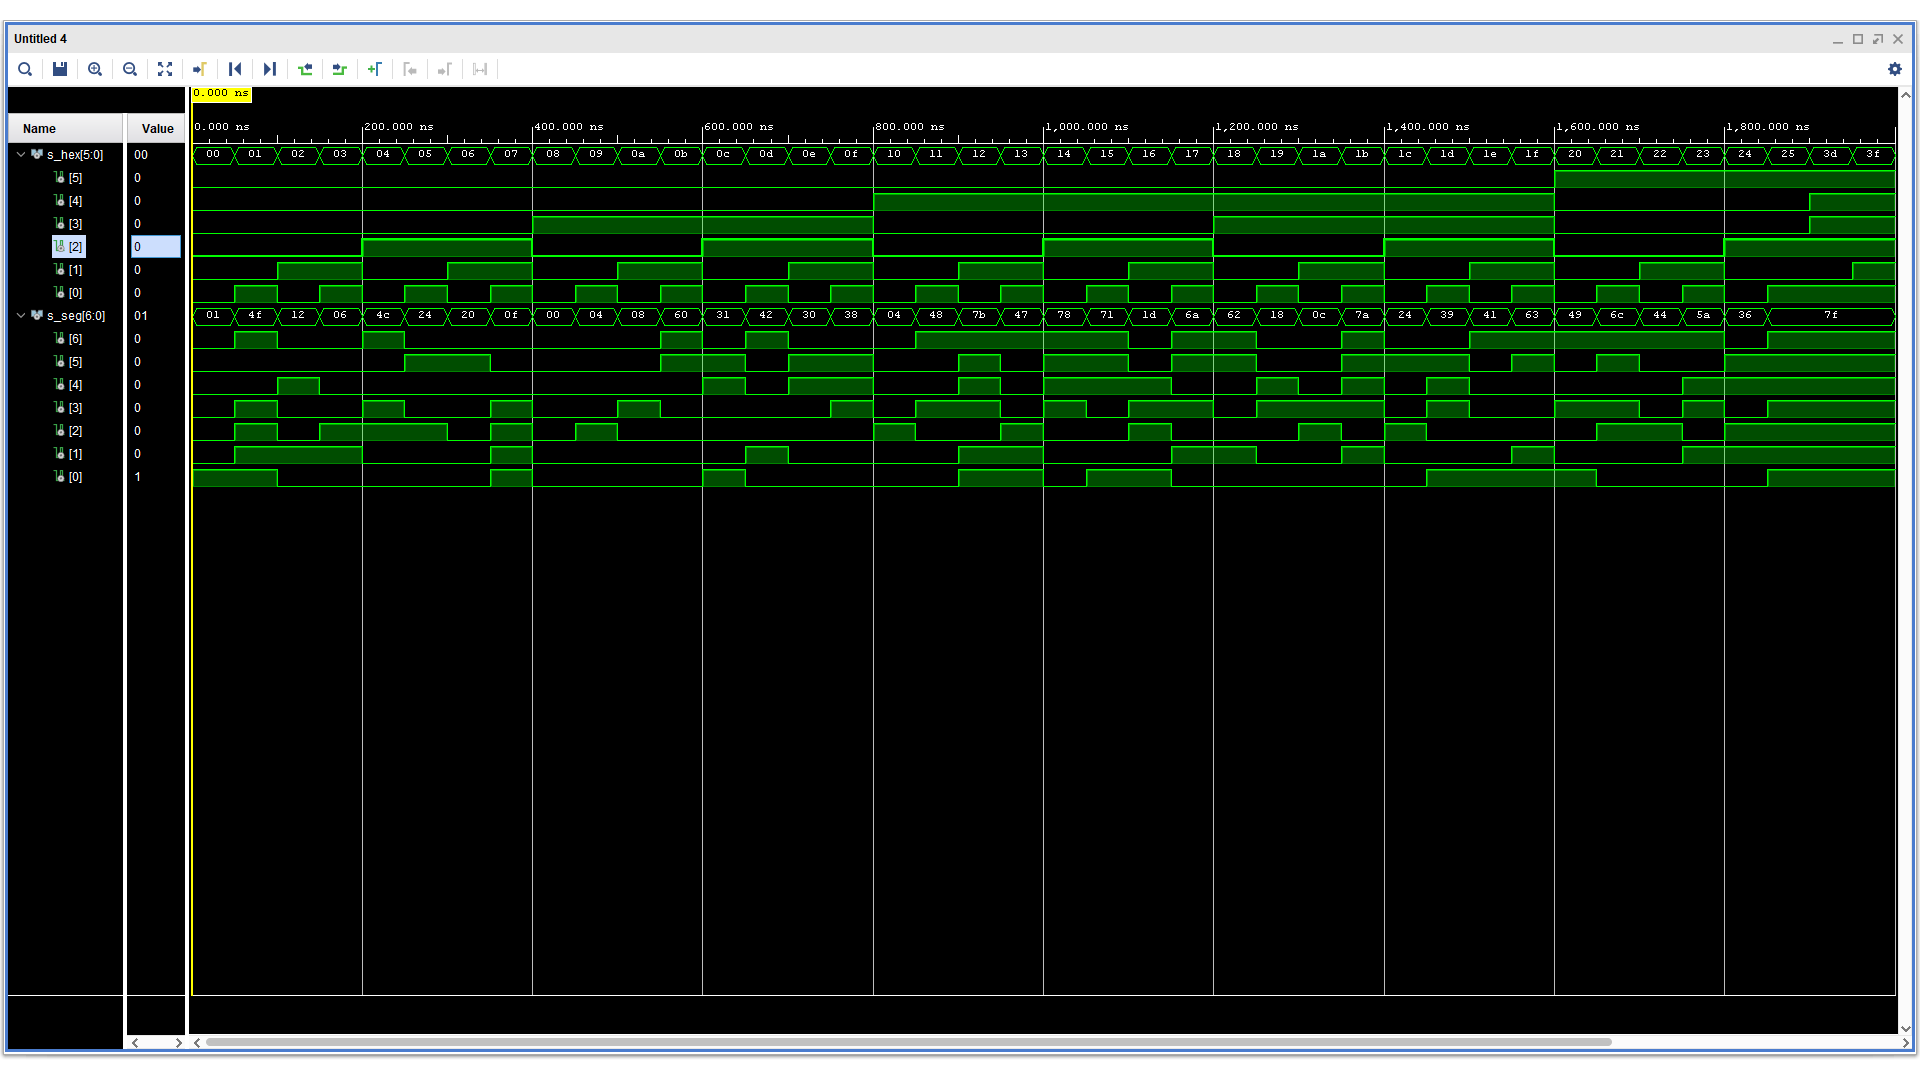 Untitled 4
0.000 ns
Name Value
0.000 ns 200.000 ns 400.000 ns 600.000 ns 800.000 ns 1,000.000 ns 1,200.000 ns 1,400.000 ns 1,600.000 ns 1,800.000 ns
s_hex[5:0] 00 00 01 02 03 04 05 06 07 08 09 0a 0b 0c 0d 0e 0f 10 11 12 13 14 15 16 17 18 19 1a 1b 1c 1d 1e 1f 20 21 22 23 24 25 3d 3f
[5] 0
[4] 0
[3] 0
[2] 0
[1] 0
[0] 0
s_seg[6:0] 01 01 4f 12 06 4c 24 20 0f 00 04 08 60 31 42 30 38 04 48 7b 47 78 71 1d 6a 62 18 0c 7a 24 39 41 63 49 6c 44 5a 36 7f
[6] 0
[5] 0
[4] 0
[3] 0
[2] 0
[1] 0
[0] 1